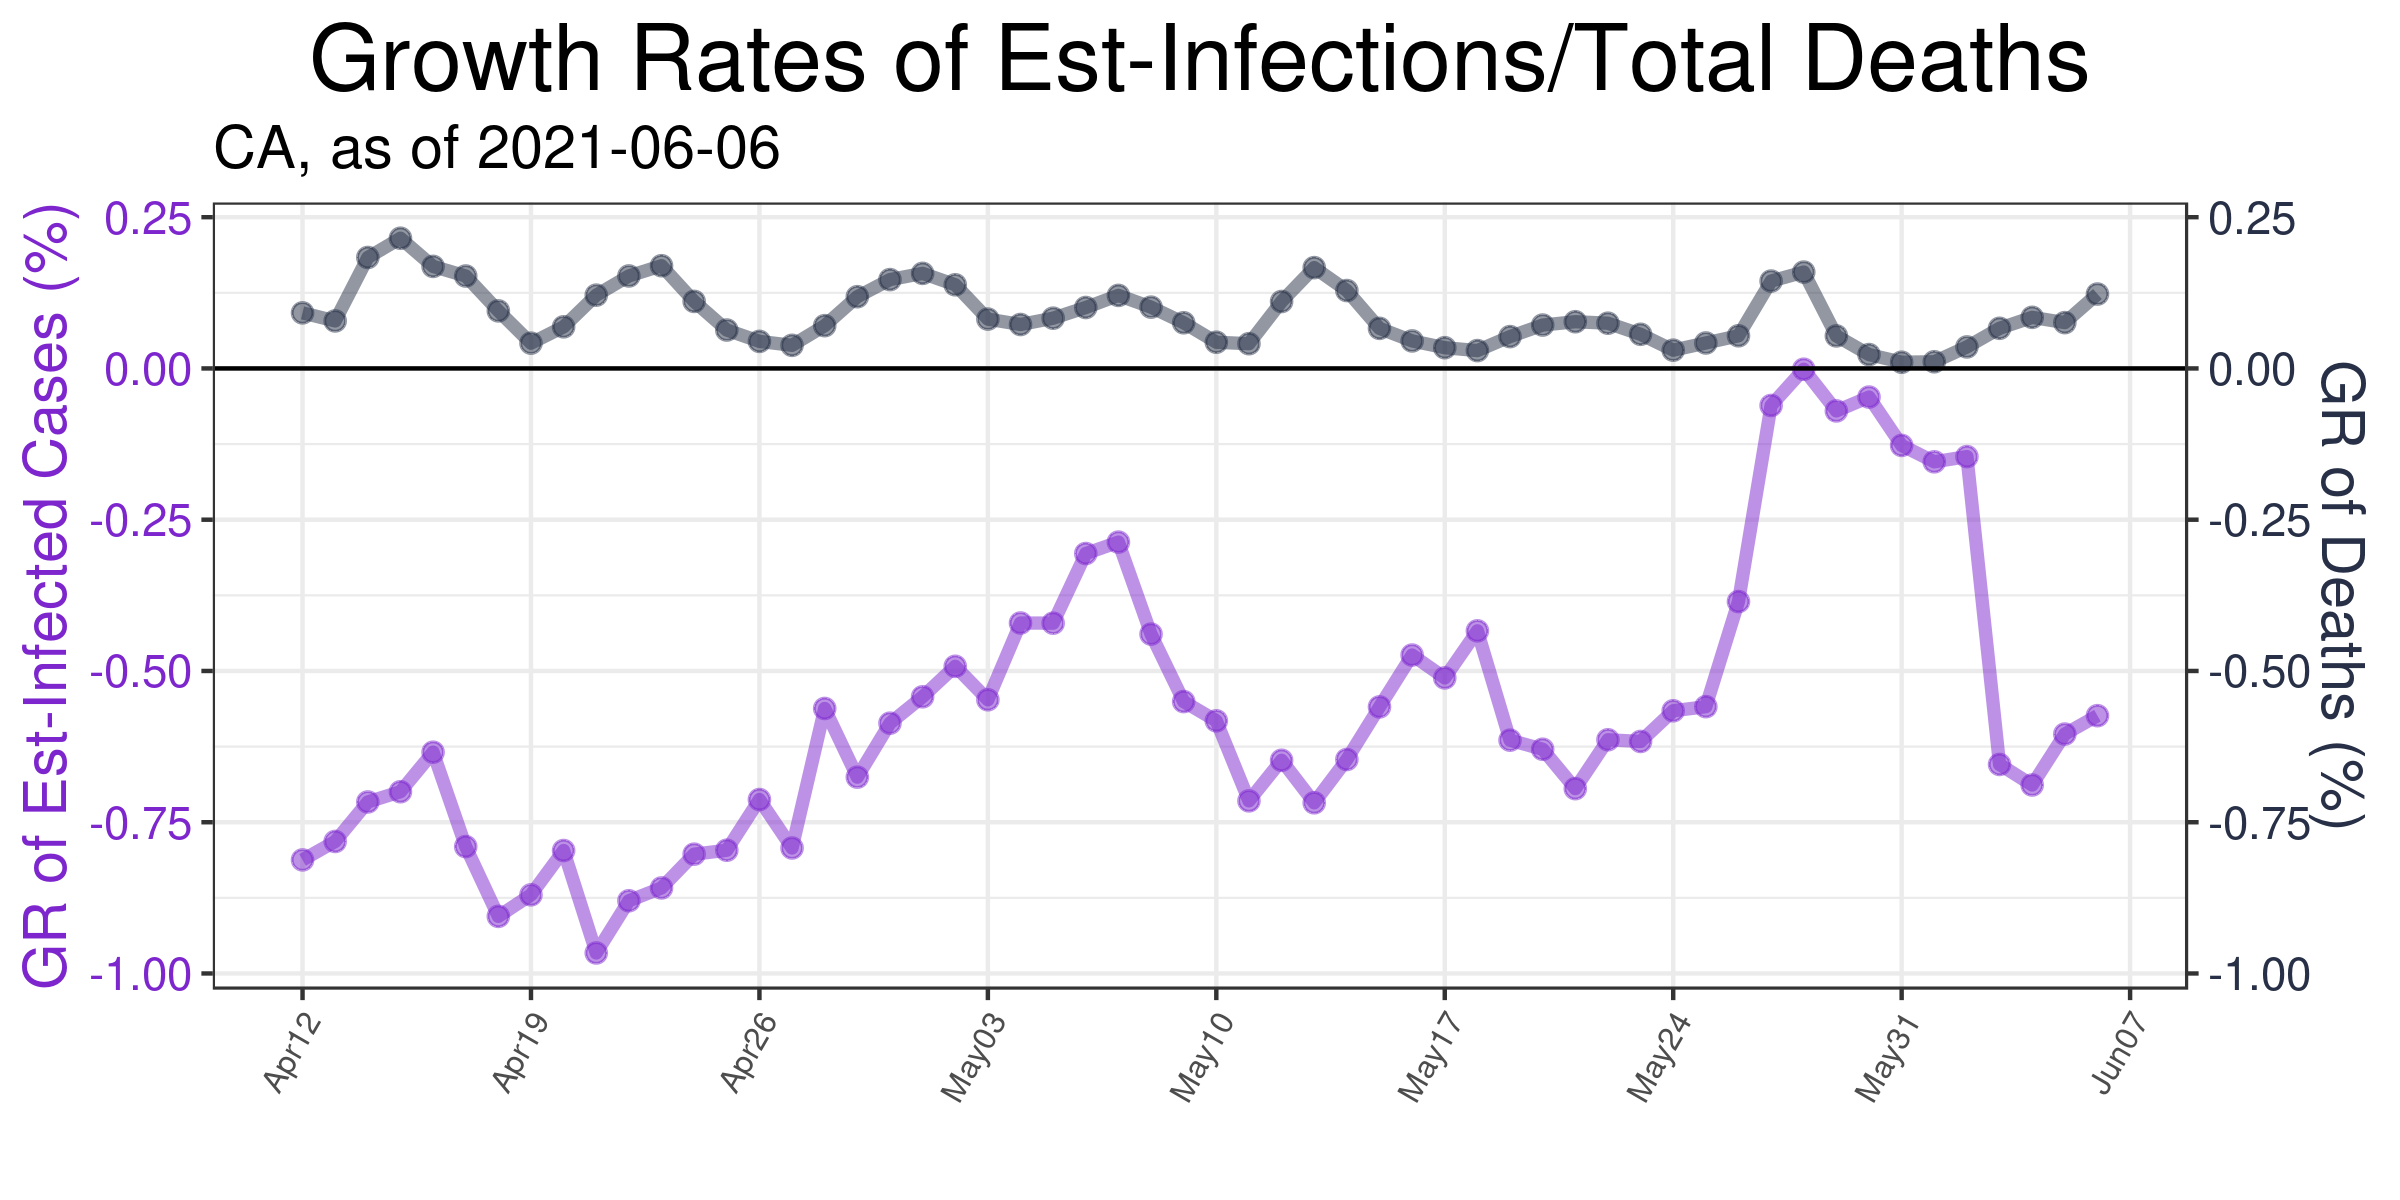 Growth Rates of Est-Infections/Total Deaths
CA, as of 2021-06-06
GR of Est-Infected Cases (%)
0.25
0.00
-0.25
-0.50
-0.75
-1.00
0.25
0.00
-0.25
-0.50
-0.75
-1.00
GR of Deaths (%)
Apr12
Apr19
Apr26
May03
May10
May17
May24
May31
Jun07